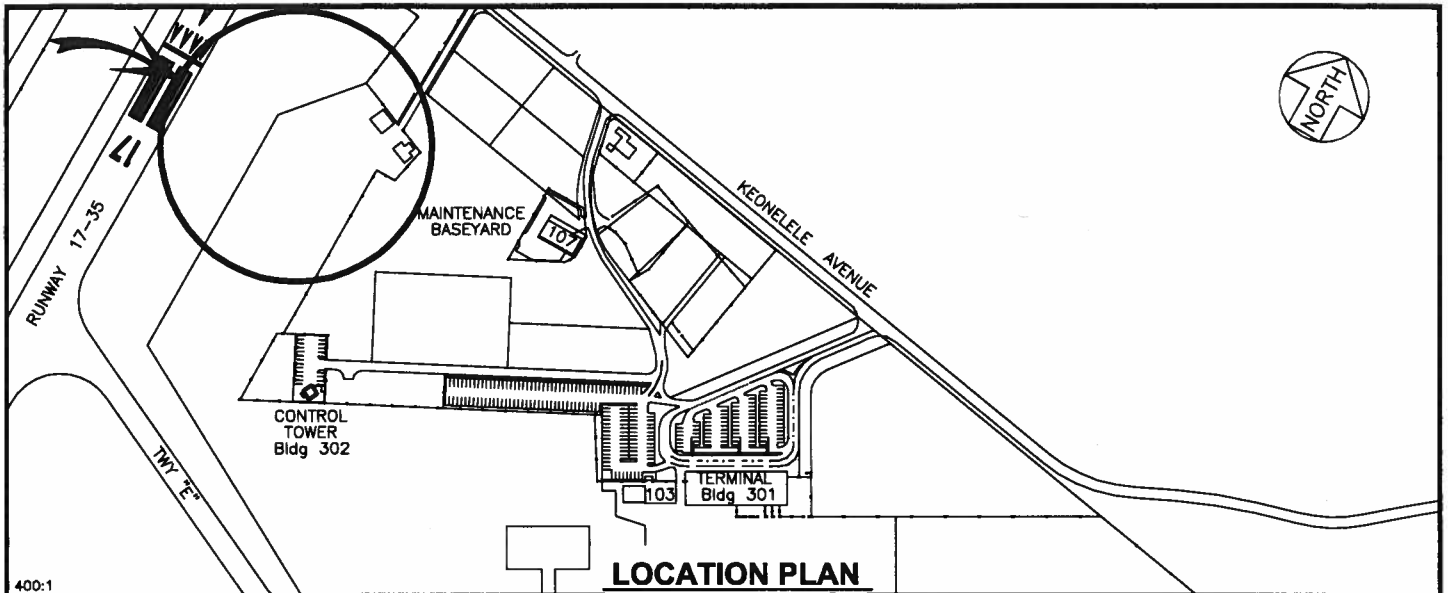 NORTH
17
KEONELELE AVENUE
RUNWAY 17-35
MAINTENANCE
BASEYARD
107
CONTROL
TOWER
Bldg 302
TWY "E"
TERMINAL
Bldg 301
103
LOCATION PLAN
400:1